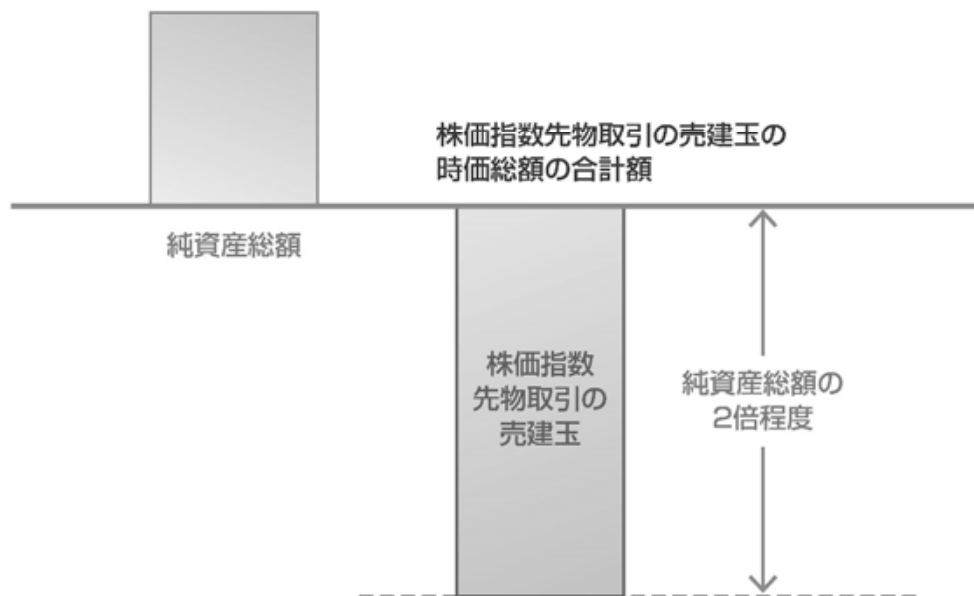 株価指数先物取引の売建玉の
時価総額の合計額
純資産総額
株価指数
先物取引の
売建玉
純資産総額の
2倍程度